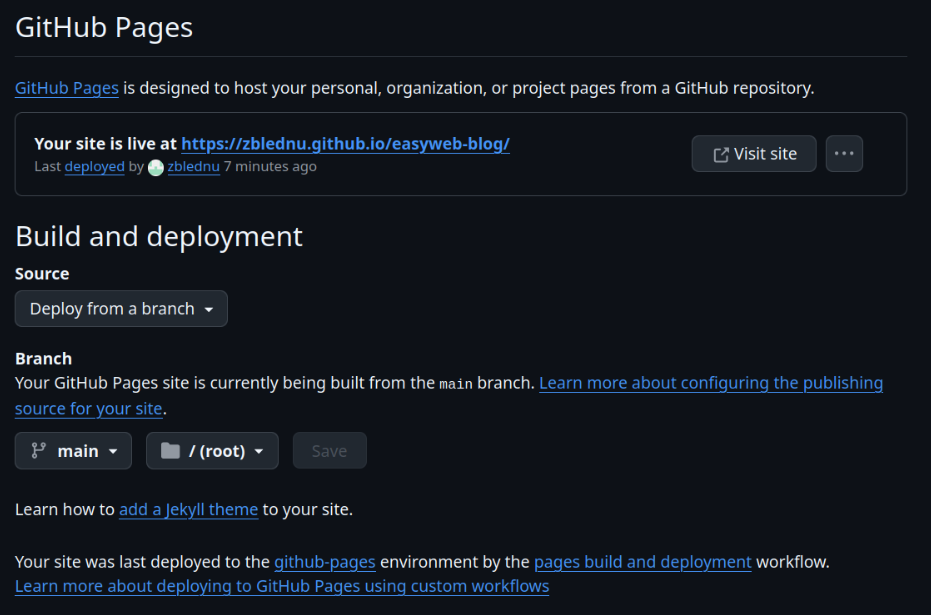 GitHub Pages
GitHub Pages is designed to host your personal, organization, or project pages from a GitHub repository.
Your site is live at https://zblednu.github.io/easyweb-blog/
Visit site
Last deployed by zblednu 7 minutes ago
Build and deployment
Source
Deploy from a branch
Branch
Your GitHub Pages site is currently being built from the main branch. Learn more about configuring the publishing
source for your site.
main / (root) Save
Learn how to add a Jekyll theme to your site.
Your site was last deployed to the github-pages environment by the pages build and deployment workflow.
Learn more about deploying to GitHub Pages using custom workflows